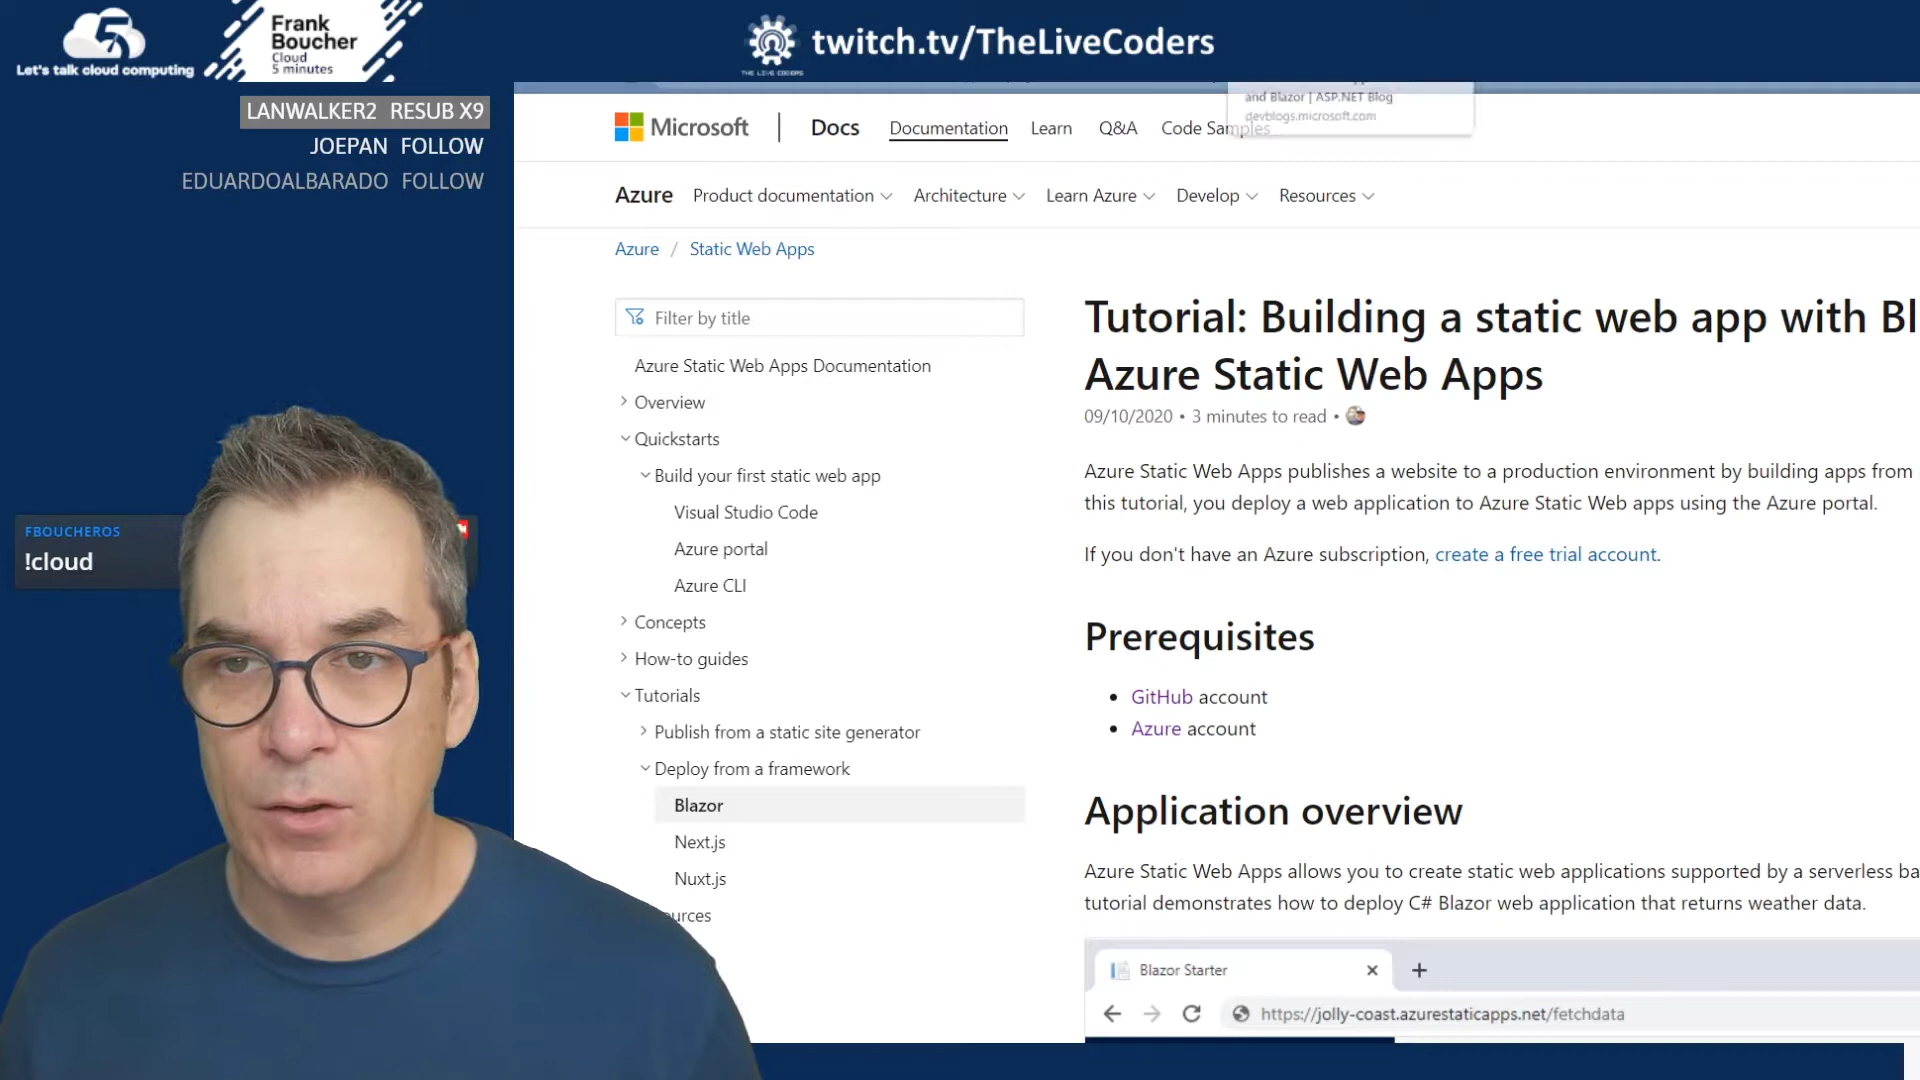 5
Let's talk cloud computing
Frank
Boucher
Cloud
5 minutes
THE LIVE CODERS
twitch.tv/TheLiveCoders
LANWALKER2 RESUB X9
JOEPAN FOLLOW
EDUARDOALBARADO FOLLOW
FBOUCHEROS
!cloud
and Blazor | ASP.NET Blog
devblogs.microsoft.com
Microsoft Docs Documentation Learn Q&A Code Samples
Azure Product documentation Architecture Learn Azure Develop Resources
Azure / Static Web Apps
Filter by title
Azure Static Web Apps Documentation
Overview
Quickstarts
Build your first static web app
Visual Studio Code
Azure portal
Azure CLI
Concepts
How-to guides
Tutorials
Publish from a static site generator
Deploy from a framework
Blazor
Next.js
Nuxt.js
urces
Tutorial: Building a static web app with Bl
Azure Static Web Apps
09/10/2020 • 3 minutes to read •
Azure Static Web Apps publishes a website to a production environment by building apps from
this tutorial, you deploy a web application to Azure Static Web apps using the Azure portal.
If you don't have an Azure subscription, create a free trial account.
Prerequisites
• GitHub account
• Azure account
Application overview
Azure Static Web Apps allows you to create static web applications supported by a serverless ba
tutorial demonstrates how to deploy C# Blazor web application that returns weather data.
Blazor Starter
https://jolly-coast.azurestaticapps.net/fetchdata